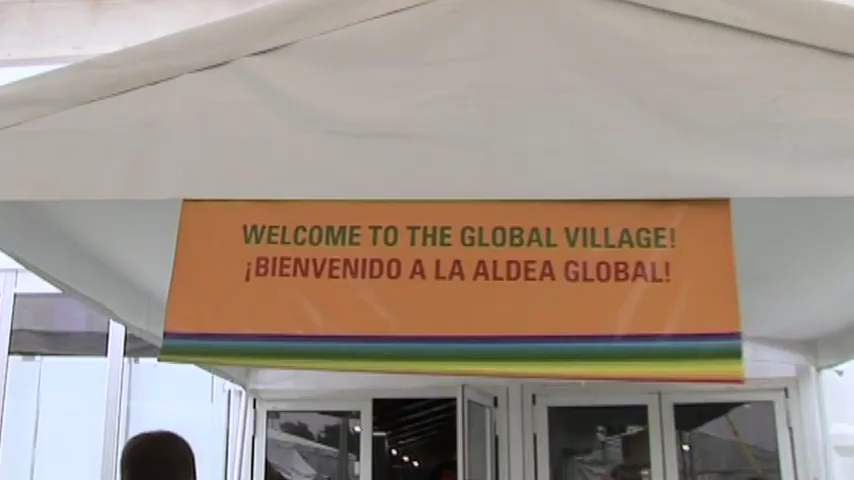 WELCOME TO THE GLOBAL VILLAGE!
¡BIENVENIDO A LA ALDEA GLOBAL!